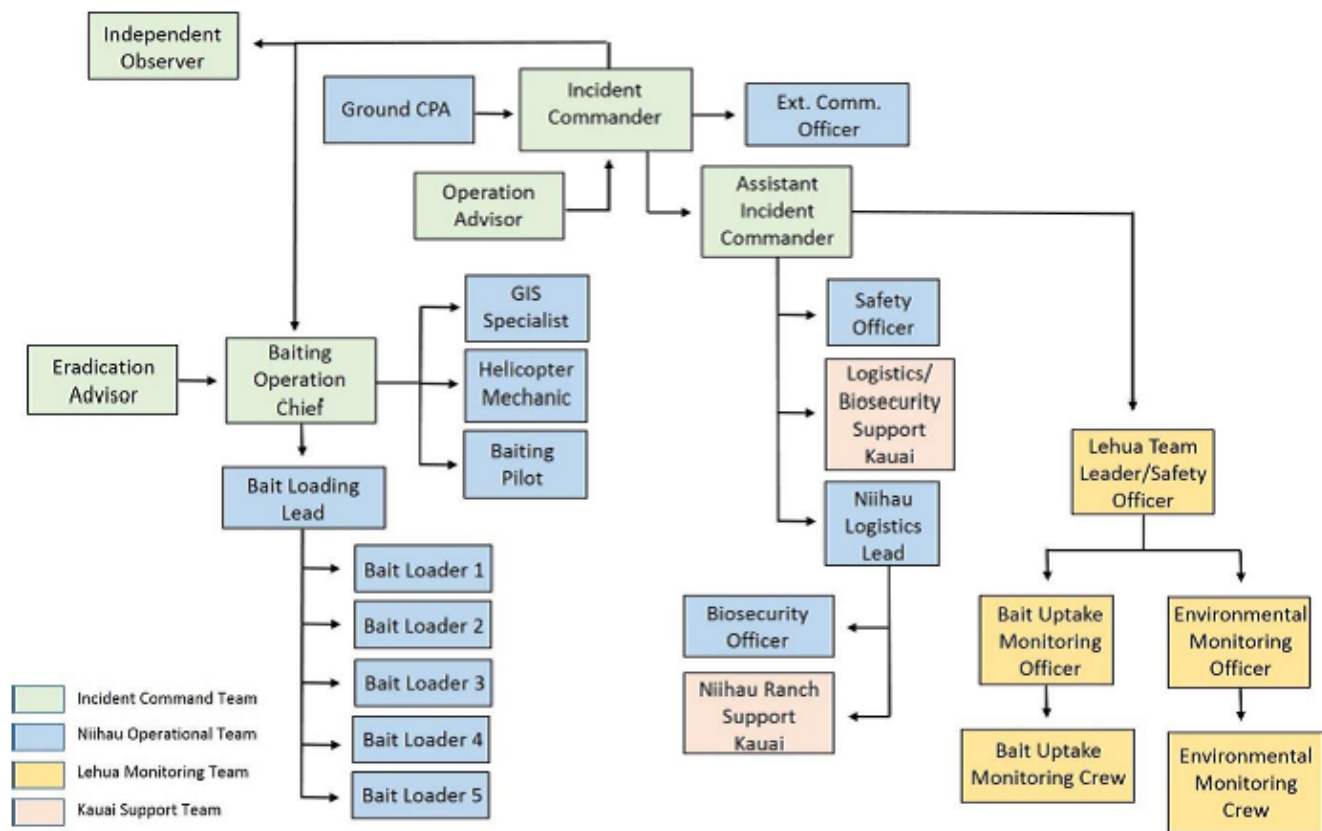 Independent
Observer
Ground CPA
Incident
Commander
Ext. Comm.
Officer
Operation
Advisor
Assistant
Incident
Commander
GIS
Specialist
Safety
Officer
Eradication
Advisor
Baiting
Operation
Chief
Helicopter
Mechanic
Logistics/
Biosecurity
Support
Kauai
Baiting
Pilot
Lehua Team
Leader/Safety
Officer
Bait Loading
Lead
Niihau
Logistics
Lead
Bait Loader 1
Bait Loader 2
Bait Loader 3
Bait Loader 4
Bait Loader 5
Biosecurity
Officer
Niihau Ranch
Support
Kauai
Bait Uptake
Monitoring
Officer
Environmental
Monitoring
Officer
Bait Uptake
Monitoring Crew
Environmental
Monitoring
Crew
Incident Command Team
Niihau Operational Team
Lehua Monitoring Team
Kauai Support Team